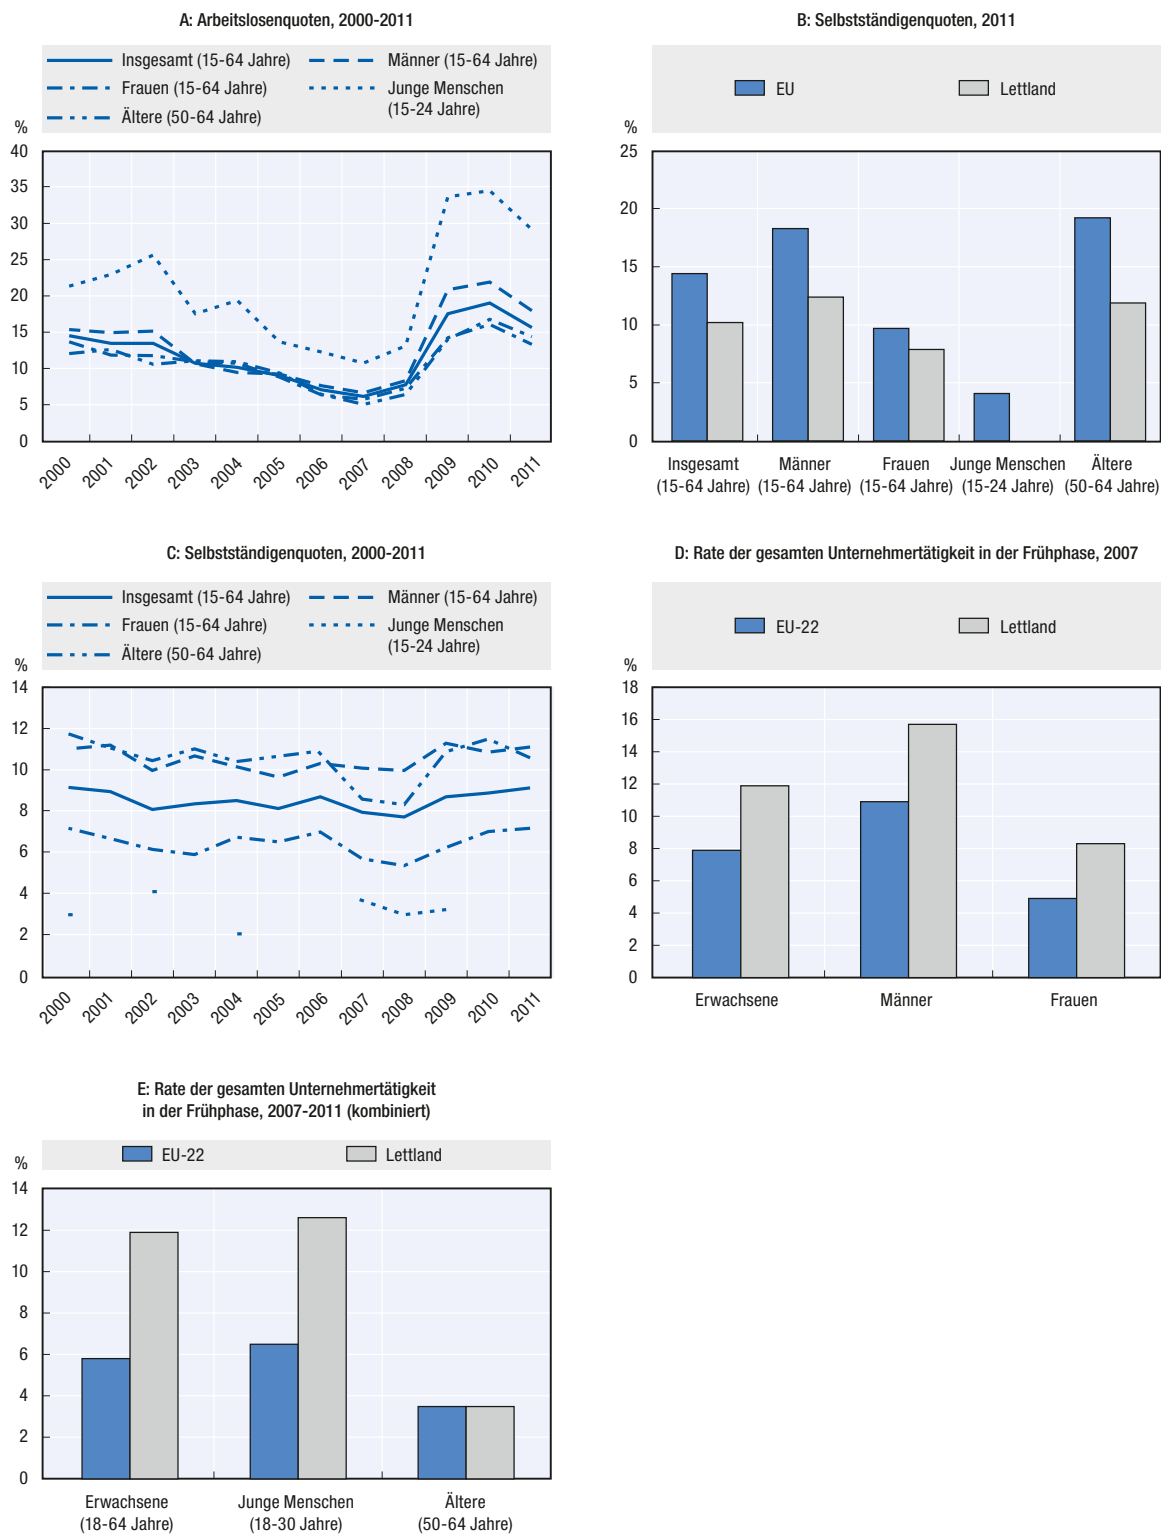 A: Arbeitslosenquoten, 2000-2011
Insgesamt (15-64 Jahre)
Männer (15-64 Jahre)
Frauen (15-64 Jahre)
Junge Menschen
(15-24 Jahre)
Ältere (50-64 Jahre)
%
40
35
30
25
20
15
10
5
0
2000 2001 2002 2003 2004 2005 2006 2007 2008 2009 2010 2011
B: Selbstständigenquoten, 2011
EU
Lettland
%
25
20
15
10
5
0
Insgesamt Männer Frauen Junge Menschen Ältere
(15-64 Jahre) (15-64 Jahre) (15-64 Jahre) (15-24 Jahre) (50-64 Jahre)
C: Selbstständigenquoten, 2000-2011
Insgesamt (15-64 Jahre)
Männer (15-64 Jahre)
Frauen (15-64 Jahre)
Junge Menschen
(15-24 Jahre)
Ältere (50-64 Jahre)
%
14
12
10
8
6
4
2
0
2000 2001 2002 2003 2004 2005 2006 2007 2008 2009 2010 2011
D: Rate der gesamten Unternehmertätigkeit in der Frühphase, 2007
EU-22
Lettland
%
18
16
14
12
10
8
6
4
2
0
Erwachsene Männer Frauen
E: Rate der gesamten Unternehmertätigkeit
in der Frühphase, 2007-2011 (kombiniert)
EU-22
Lettland
%
14
12
10
8
6
4
2
0
Erwachsene Junge Menschen Ältere
(18-64 Jahre) (18-30 Jahre) (50-64 Jahre)